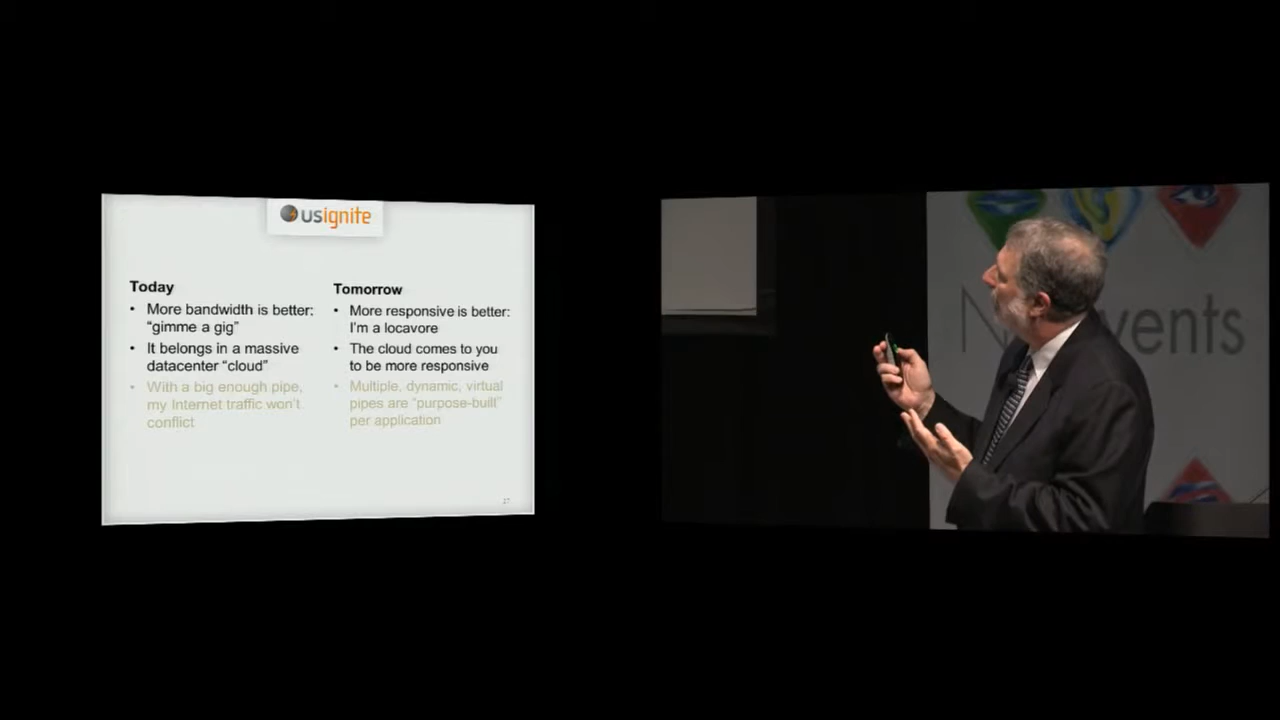 usignite
Today
• More bandwidth is better:
“gimme a gig”
• It belongs in a massive
datacenter “cloud”
• With a big enough pipe,
my Internet traffic won’t
conflict
Tomorrow
• More responsive is better:
I’m a locavore
• The cloud comes to you
to be more responsive
• Multiple, dynamic, virtual
pipes are “purpose-built”
per application
N vents